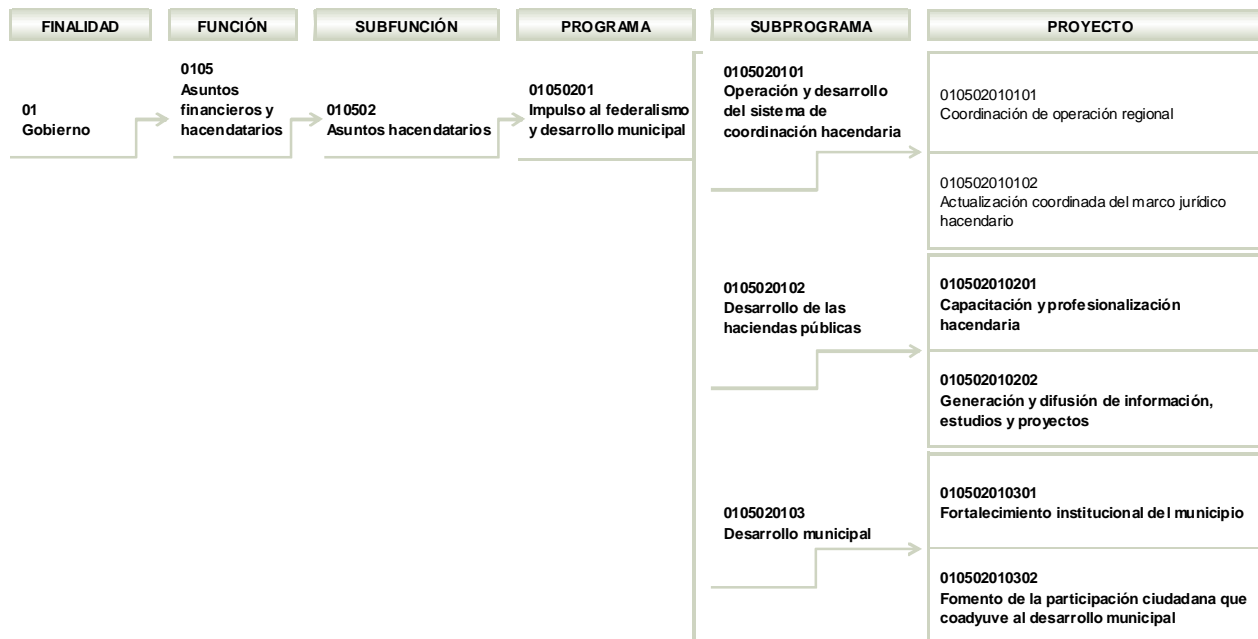 FINALIDAD
FUNCIÓN
SUBFUNCIÓN
PROGRAMA
SUBPROGRAMA
PROYECTO
01
Gobierno
0105
Asuntos
financieros y
hacendatarios
010502
Asuntos hacendatarios
01050201
Impulso al federalismo
y desarrollo municipal
0105020101
Operación y desarrollo
del sistema de
coordinación hacendaria
010502010101
Coordinación de operación regional
010502010102
Actualización coordinada del marco jurídico
hacendario
0105020102
Desarrollo de las
haciendas públicas
010502010201
Capacitación y profesionalización
hacendaria
010502010202
Generación y difusión de información,
estudios y proyectos
0105020103
Desarrollo municipal
010502010301
Fortalecimiento institucional del municipio
010502010302
Fomento de la participación ciudadana que
coadyuve al desarrollo municipal